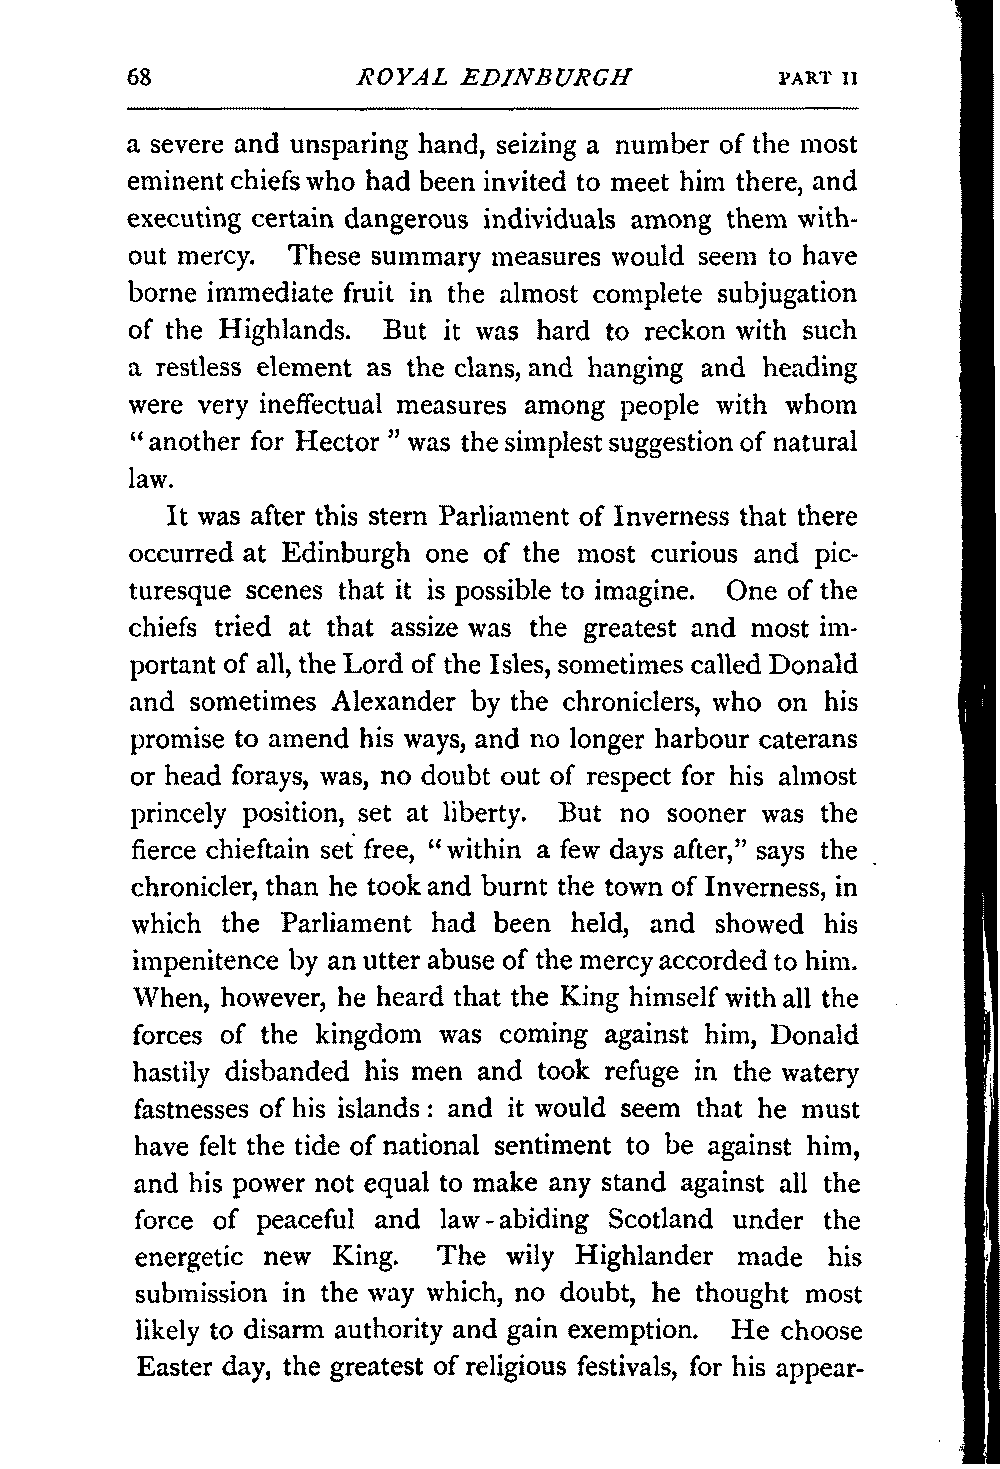 68 ROYAL EDINBURGH PART II
a severe and unsparing hand, seizing a number of the most
eminent chiefs who had been invited to meet him there, and
executing certain dangerous individuals among them with-
out mercy. These summary measures would seem to have
borne immediate fruit in the almost complete subjugation
of the Highlands. But it was hard to reckon with such
a restless element as the clans, and hanging and heading
were very ineffectual measures among people with whom
"another for Hector" was the simplest suggestion of natural
law.
It was after this stern Parliament of Inverness that there
occurred at Edinburgh one of the most curious and pic-
turesque scenes that it is possible to imagine. One of the
chiefs tried at that assize was the greatest and most im-
portant of all, the Lord of the Isles, sometimes called Donald
and sometimes Alexander by the chroniclers, who on his
promise to amend his ways, and no longer harbour caterans
or head forays, was, no doubt out of respect for his almost
princely position, set at liberty. But no sooner was the
fierce chieftain set free, "within a few days after," says the
chronicler, than he took and burnt the town of Inverness, in
which the Parliament had been held, and showed his
impenitence by an utter abuse of the mercy accorded to him.
When, however, he heard that the King himself with all the
forces of the kingdom was coming against him, Donald
hastily disbanded his men and took refuge in the watery
fastnesses of his islands: and it would seem that he must
have felt the tide of national sentiment to be against him,
and his power not equal to make any stand against all the
force of peaceful and law-abiding Scotland under the
energetic new King. The wily Highlander made his
submission in the way which, no doubt, he thought most
likely to disarm authority and gain exemption. He choose
Easter day, the greatest of religious festivals, for his appear-